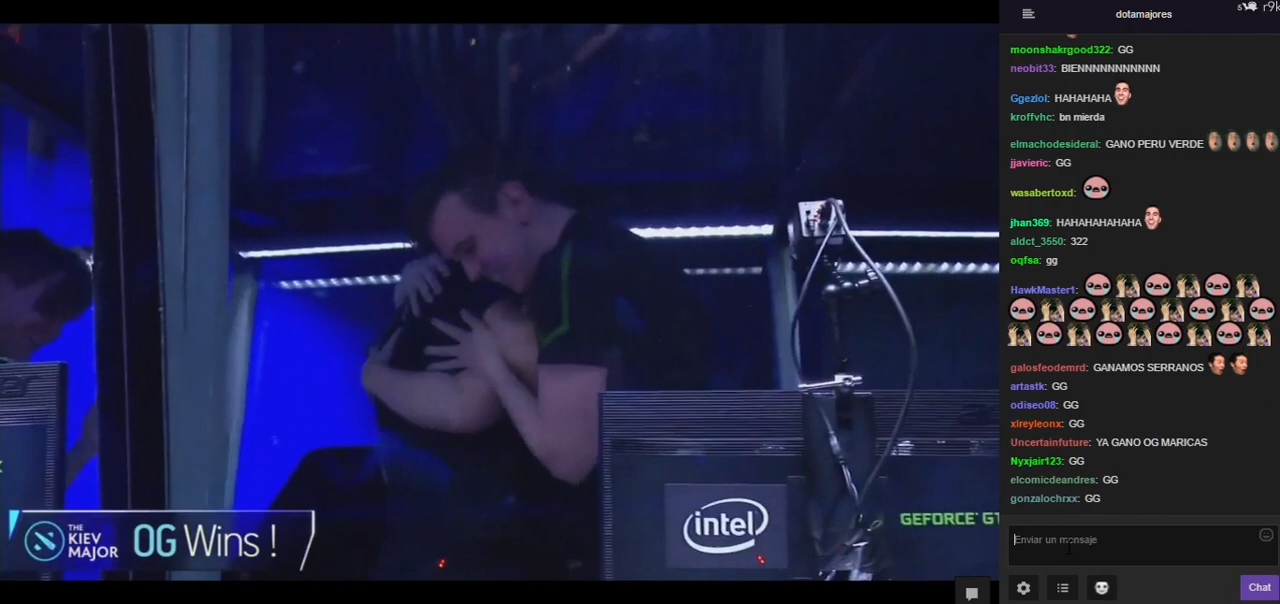 THE
KIEV
MAJOR
OG Wins !
intel
GEFORCE GT
dotamajores
r9k
moonshakrgood322: GG
neobit33: BIENNNNNNNNNNN
Ggezlol: HAHAHAHA
kroffvhc: bn mierda
elmachodesideral: GANO PERU VERDE
jjavieric: GG
wasabertoxd:
jhan369: HAHAHAHAHAHA
aldct_3550: 322
oqfsa: gg
HawkMaster1:
galosfeodemrd: GANAMOS SERRANOS
artastk: GG
odiseo08: GG
xlreyleonx: GG
Uncertainfuture: YA GANO OG MARICAS
Nyxjair123: GG
elcomicdeandres: GG
gonzalochrxx: GG
Enviar un mensaje
Chat